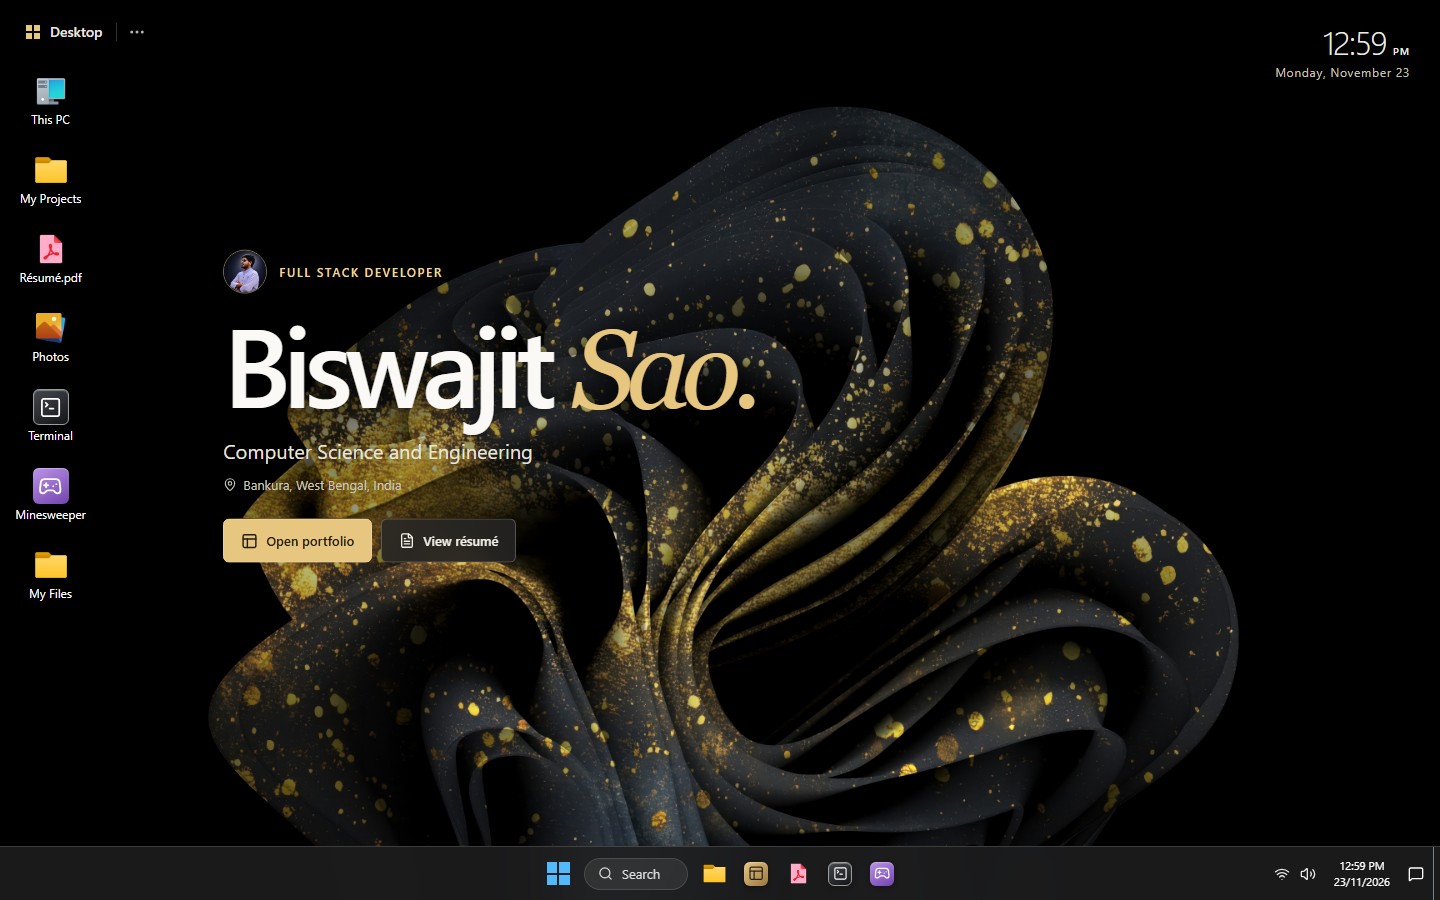 Desktop
12:59 PM
Monday, November 23
This PC
My Projects
Résumé.pdf
Photos
Terminal
Minesweeper
My Files
FULL STACK DEVELOPER
Biswajit Sao.
Computer Science and Engineering
Bankura, West Bengal, India
Open portfolio
View résumé
Search
12:59 PM
23/11/2026